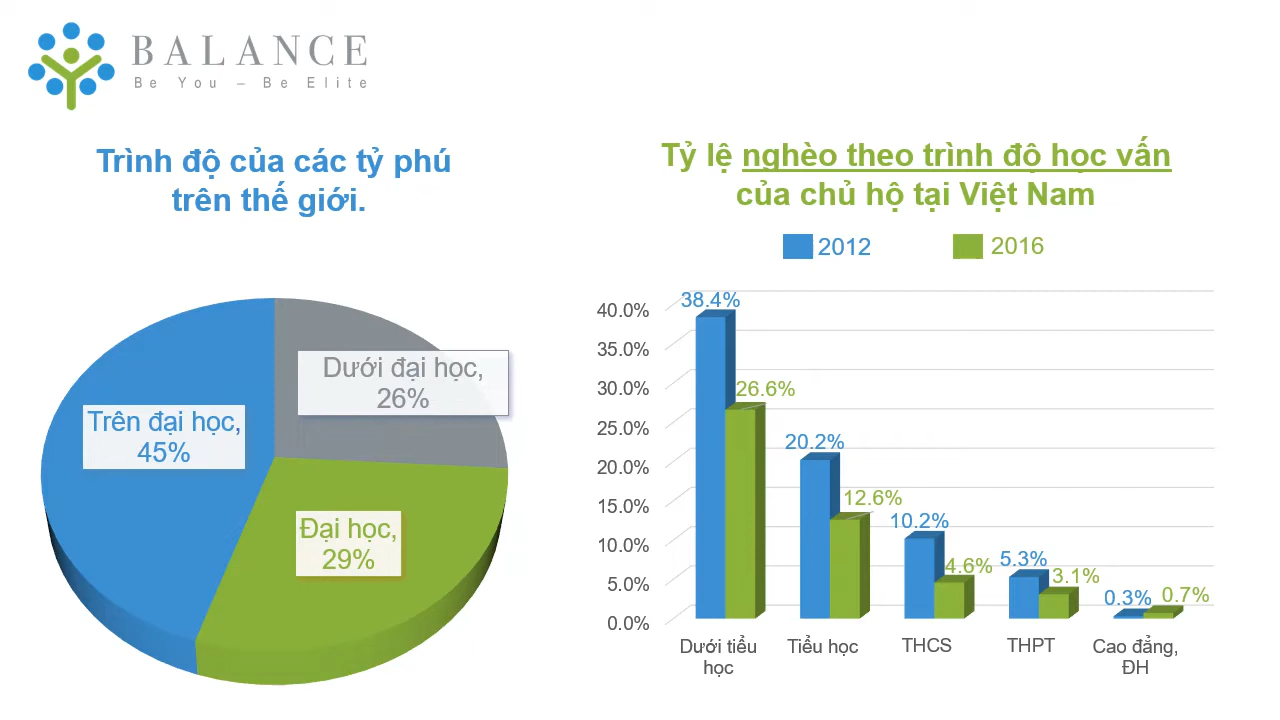 BALANCE
Be You – Be Elite
Trình độ của các tỷ phú
trên thế giới.
Dưới đại học,
26%
Trên đại học,
45%
Đại học,
29%
Tỷ lệ nghèo theo trình độ học vấn
của chủ hộ tại Việt Nam
2012
2016
40.0%
35.0%
30.0%
25.0%
20.0%
15.0%
10.0%
5.0%
0.0%
38.4%
26.6%
20.2%
12.6%
10.2%
4.6%
5.3%
3.1%
0.3%
0.7%
Dưới tiểu
học
Tiểu học
THCS
THPT
Cao đẳng,
ĐH